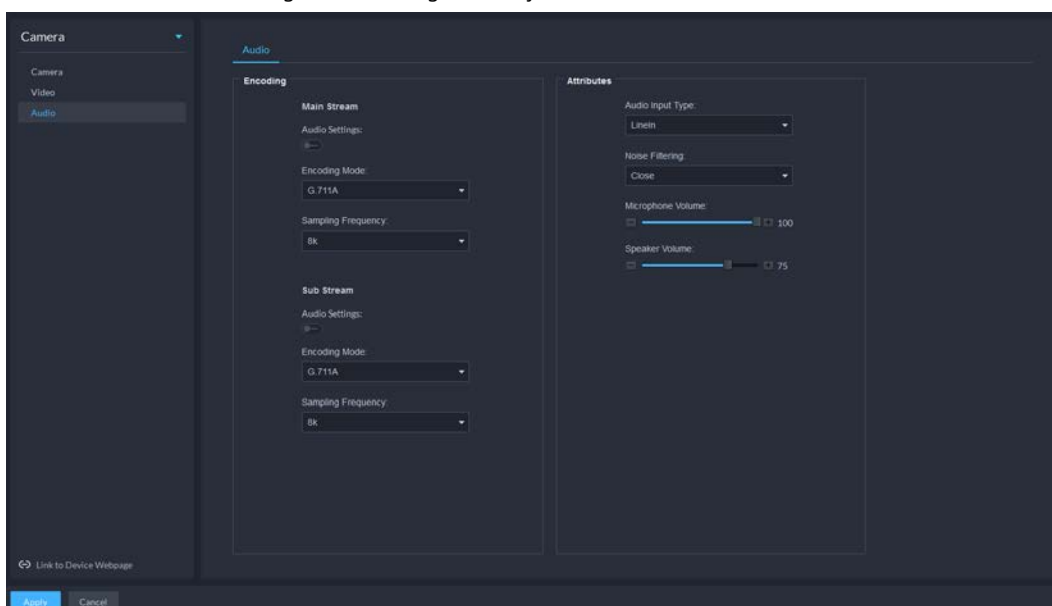 Camera
Camera
Video
Audio
Link to Device Webpage
Audio
Encoding
Main Stream
Audio Settings:
Encoding Mode:
G.711A
Sampling Frequency:
8k
Sub Stream
Audio Settings:
Encoding Mode:
G.711A
Sampling Frequency:
8k
Attributes
Audio Input Type:
LineIn
Noise Filtering:
Close
Microphone Volume:
100
Speaker Volume:
75
Apply
Cancel